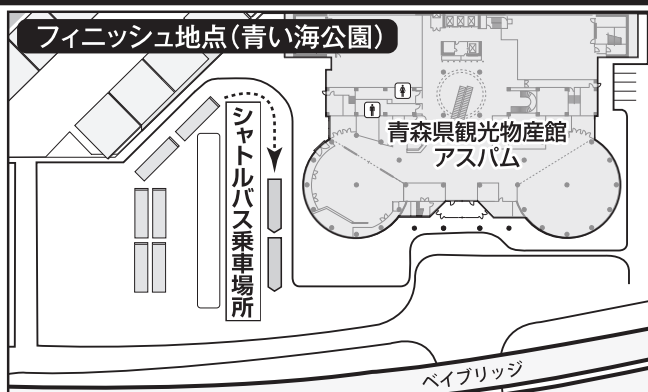 フィニッシュ地点（青い海公園）
シャトルバス乗車場所
青森県観光物産館
アスパム
ベイブリッジ